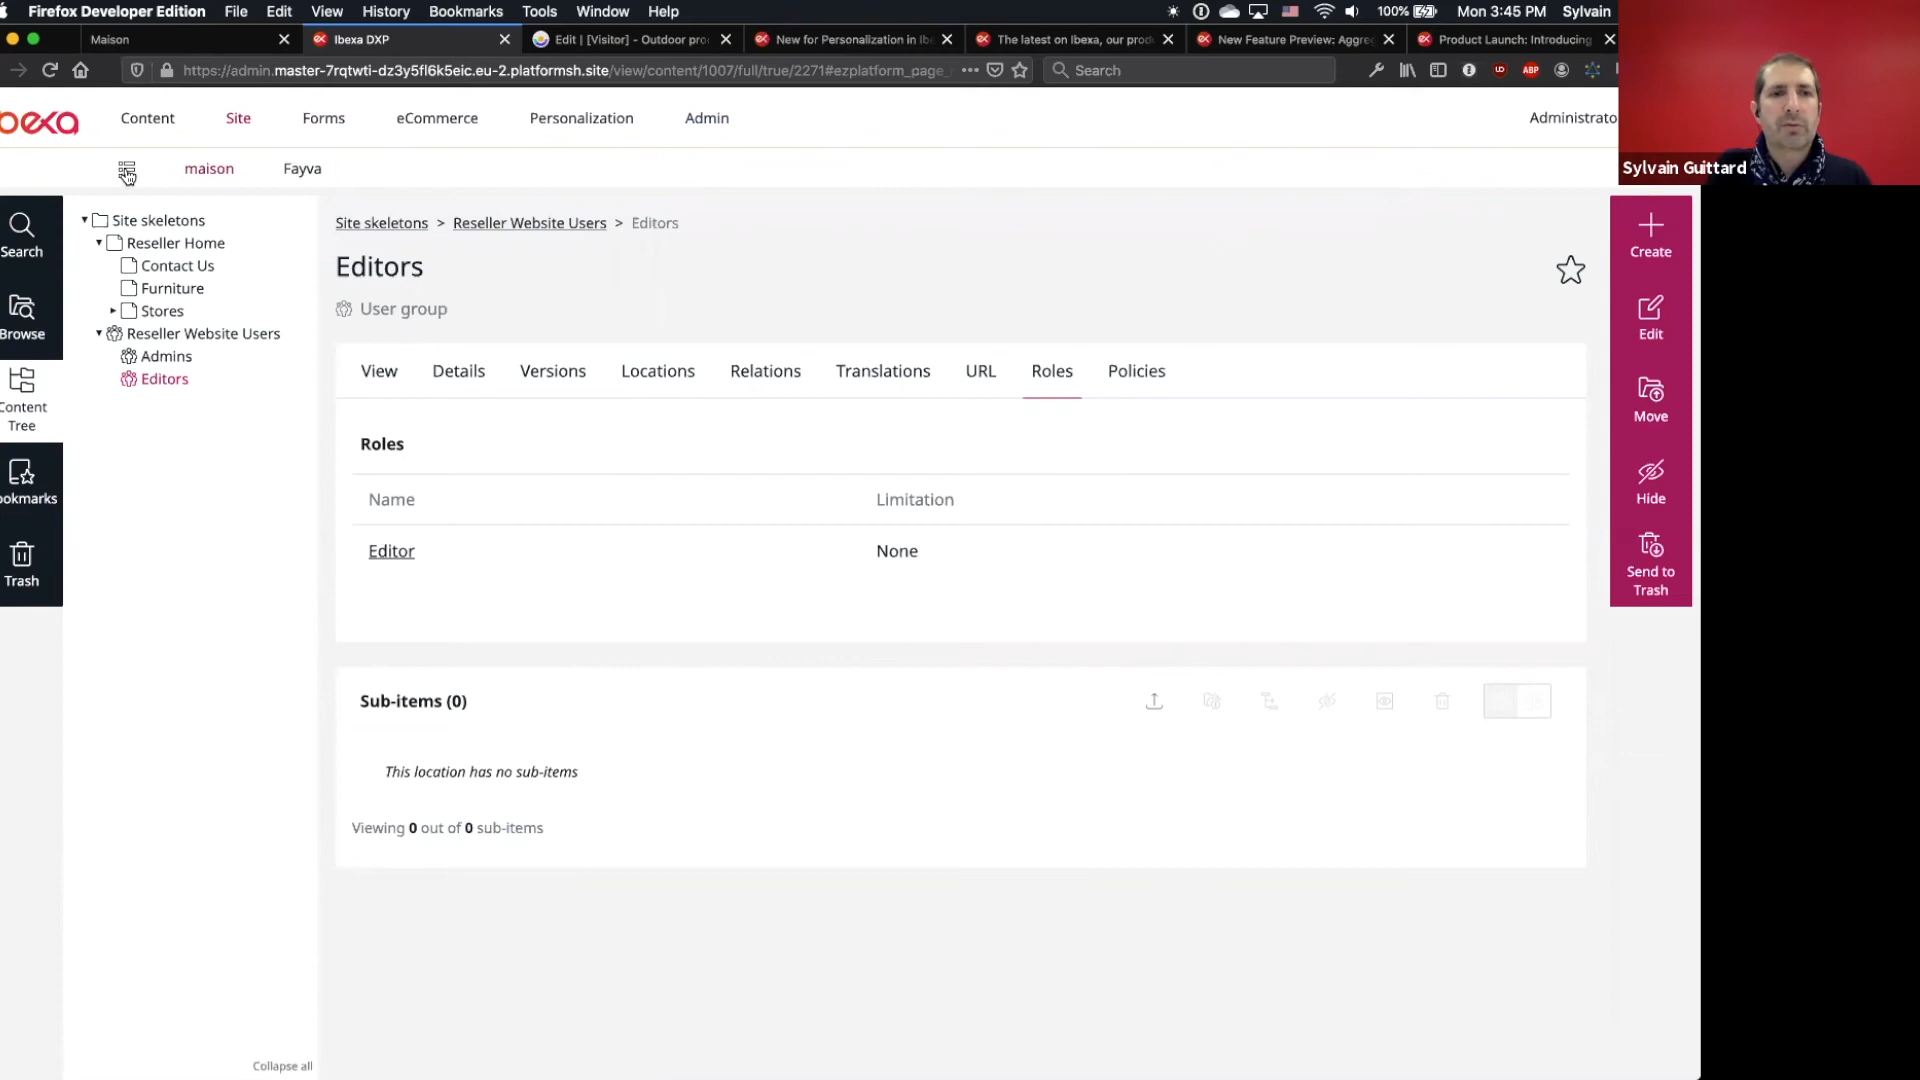 Firefox Developer Edition File Edit View History Bookmarks Tools Window Help 100% Mon 3:45 PM Sylvain
Maison Ibexa DXP Edit | [Visitor] - Outdoor pro New for Personalization in Ib The latest on Ibexa, our prod New Feature Preview: Aggre Product Launch: Introducing
https://admin.master-7rqtwti-dz3y5fl6k5eic.eu-2.platformsh.site/view/content/1007/full/true/2271#ezplatform_page_ Search
bexa Content Site Forms eCommerce Personalization Admin Administrato
Sylvain Guittard
maison Fayva
Search
Browse
Content
Tree
ookmarks
Trash
Site skeletons
Reseller Home
Contact Us
Furniture
Stores
Reseller Website Users
Admins
Editors
Collapse all
Site skeletons > Reseller Website Users > Editors
Editors
User group
View Details Versions Locations Relations Translations URL Roles Policies
Roles
Name Limitation
Editor None
Sub-items (0)
This location has no sub-items
Viewing 0 out of 0 sub-items
Create
Edit
Move
Hide
Send to
Trash